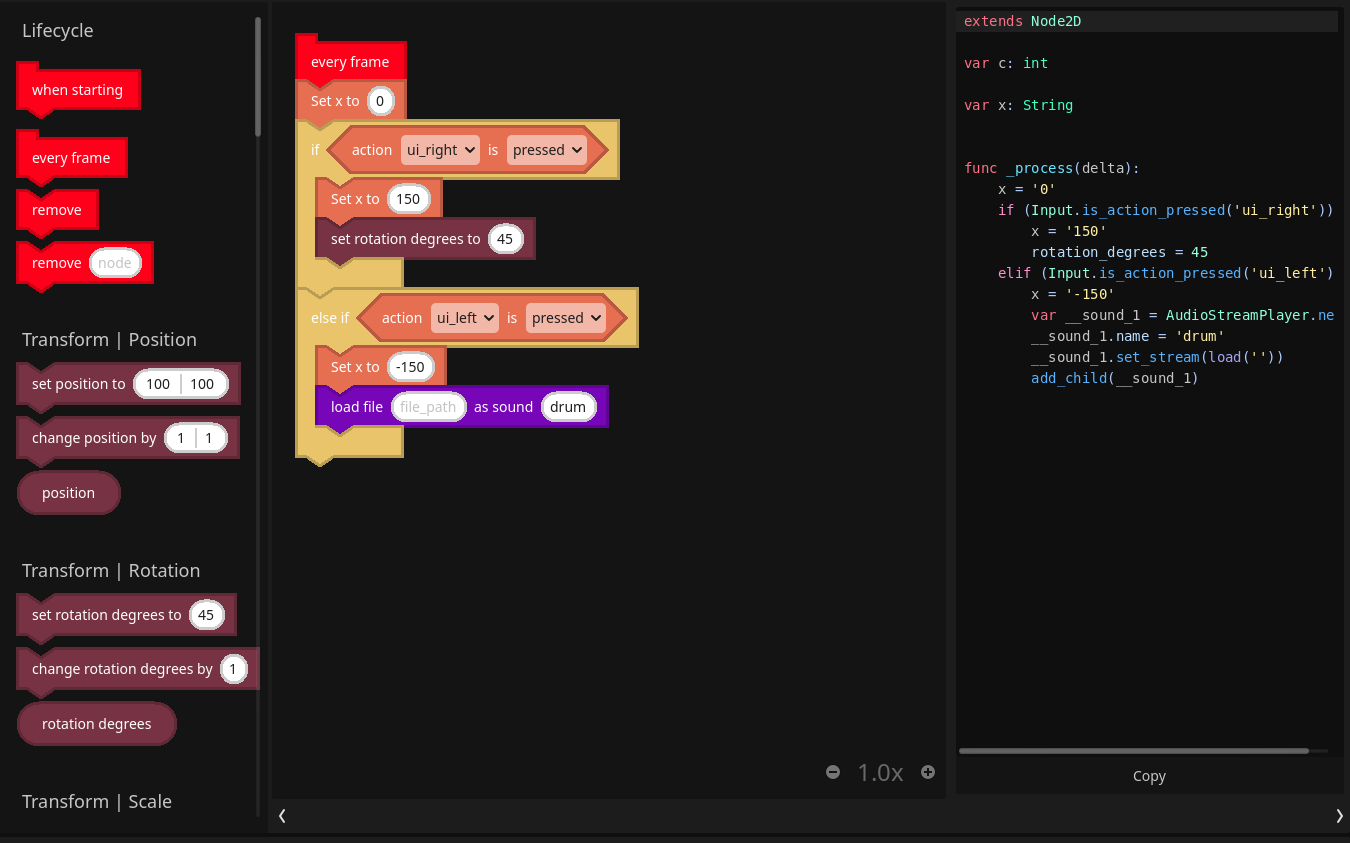 Lifecycle
when starting
every frame
remove
remove node
Transform | Position
set position to 100 100
change position by 1 1
position
Transform | Rotation
set rotation degrees to 45
change rotation degrees by 1
rotation degrees
Transform | Scale
every frame
Set x to 0
if action ui_right is pressed
Set x to 150
set rotation degrees to 45
else if action ui_left is pressed
Set x to -150
load file file_path as sound drum
1.0x
extends Node2D
var c: int
var x: String
func _process(delta):
x = '0'
if (Input.is_action_pressed('ui_right'))
x = '150'
rotation_degrees = 45
elif (Input.is_action_pressed('ui_left')
x = '-150'
var __sound_1 = AudioStreamPlayer.ne
__sound_1.name = 'drum'
__sound_1.set_stream(load(''))
add_child(__sound_1)
Copy